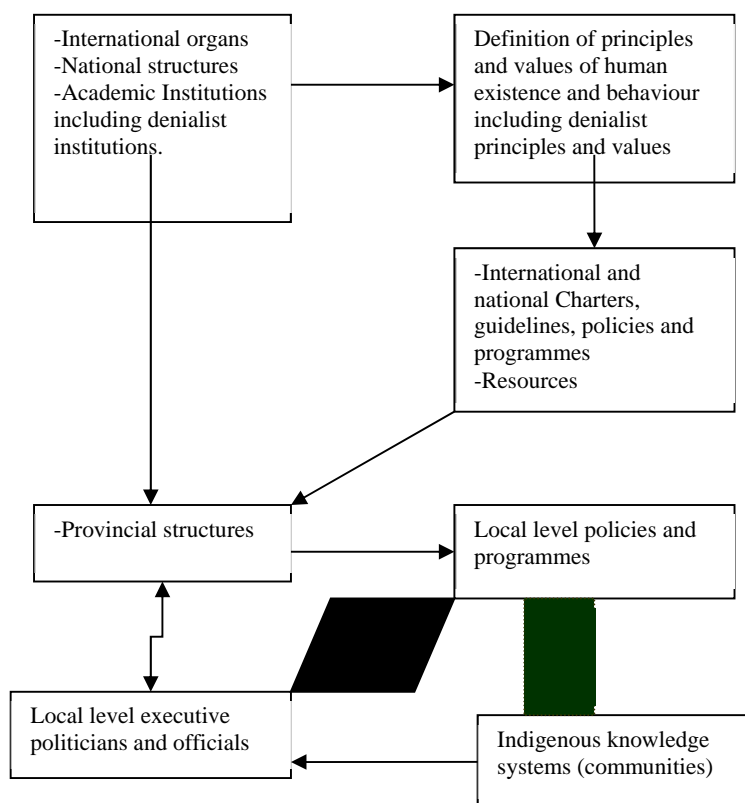 -International organs
-National structures
-Academic Institutions
including denialist
institutions.
Definition of principles
and values of human
existence and behaviour
including denialist
principles and values
-International and
national Charters,
guidelines, policies and
programmes
-Resources
-Provincial structures
Local level policies and
programmes
Local level executive
politicians and officials
Indigenous knowledge
systems (communities)